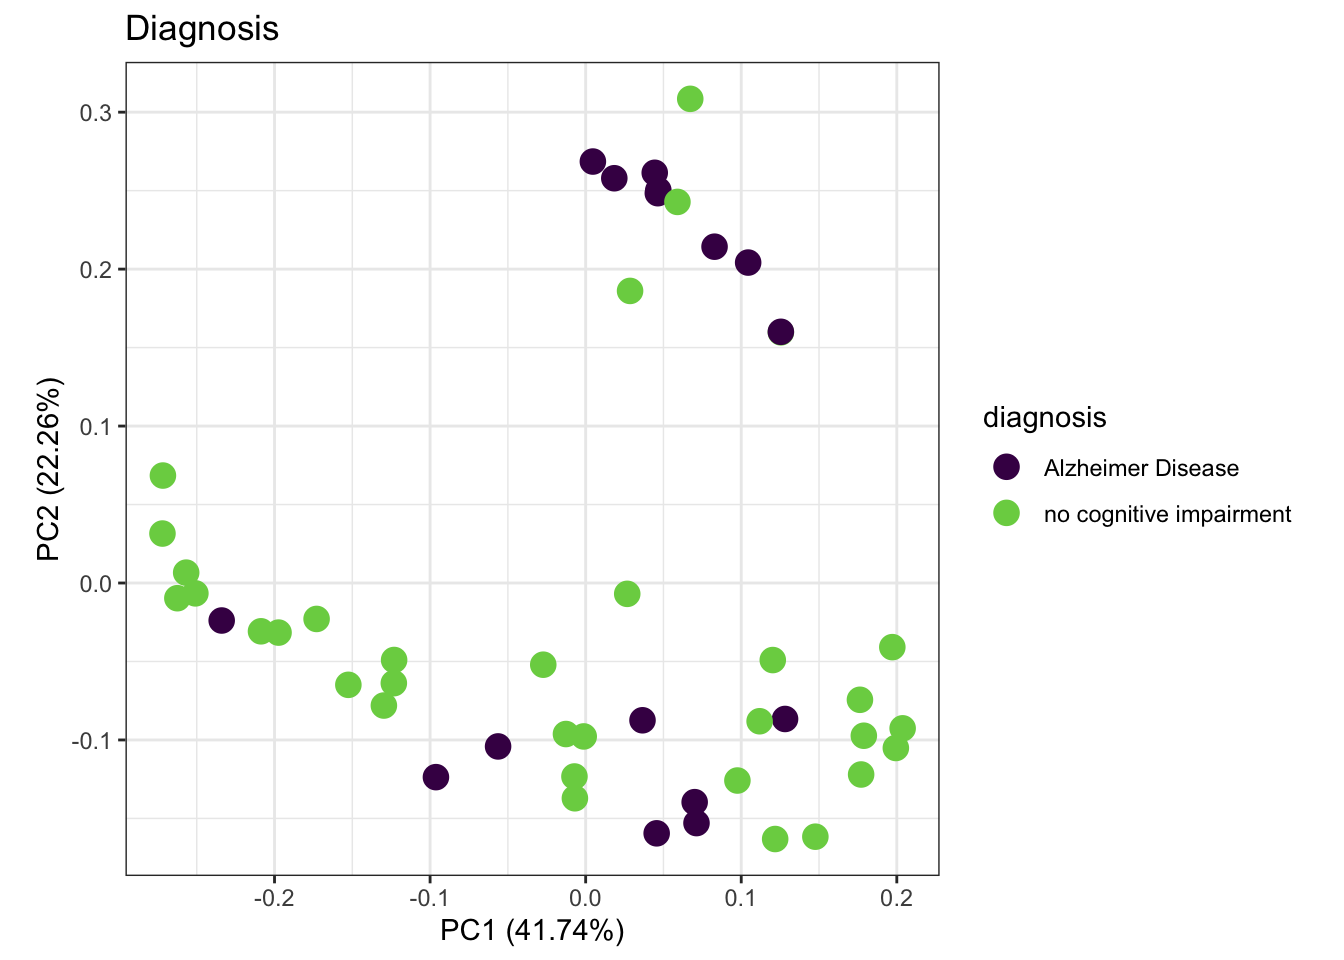 Diagnosis
0.3
0.2
0.1
0.0
-0.1
PC2 (22.26%)
-0.2
-0.1
0.0
0.1
0.2
PC1 (41.74%)
diagnosis
Alzheimer Disease
no cognitive impairment